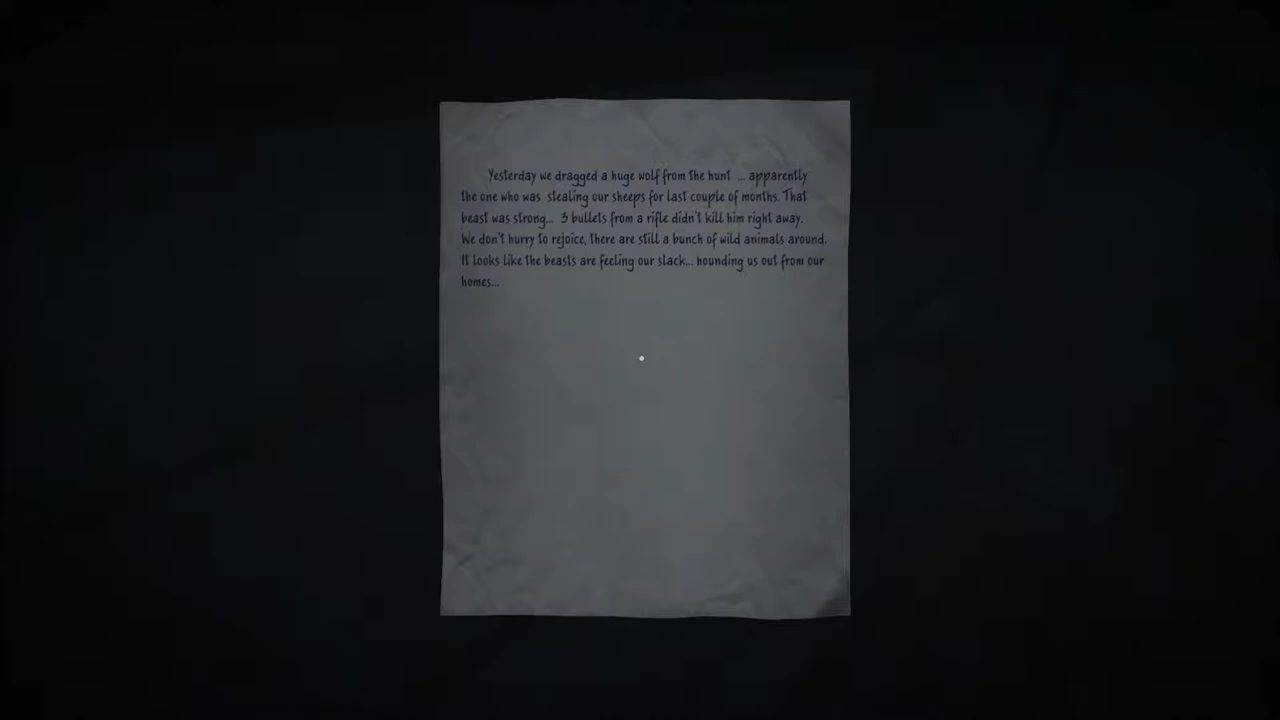 Yesterday we dragged a huge wolf from the hunt ... apparently
the one who was stealing our sheeps for last couple of months. That
beast was strong... 3 bullets from a rifle didn't kill him right away.
We don't hurry to rejoice, there are still a bunch of wild animals around.
It looks like the beasts are feeling our slack... hounding us out from our
homes...